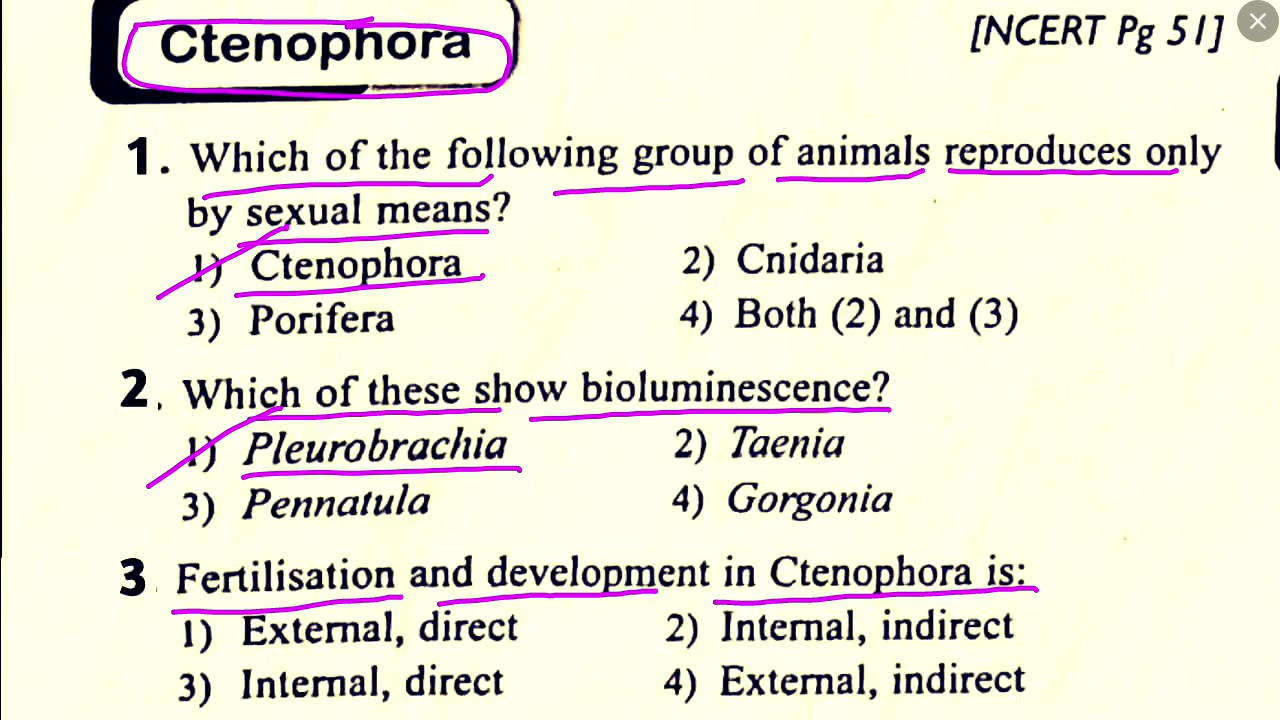 Ctenophora
[NCERT Pg 51]
1. Which of the following group of animals reproduces only
by sexual means?
1) Ctenophora 2) Cnidaria
3) Porifera 4) Both (2) and (3)
2. Which of these show bioluminescence?
1) Pleurobrachia 2) Taenia
3) Pennatula 4) Gorgonia
3. Fertilisation and development in Ctenophora is:
1) External, direct 2) Internal, indirect
3) Internal, direct 4) External, indirect